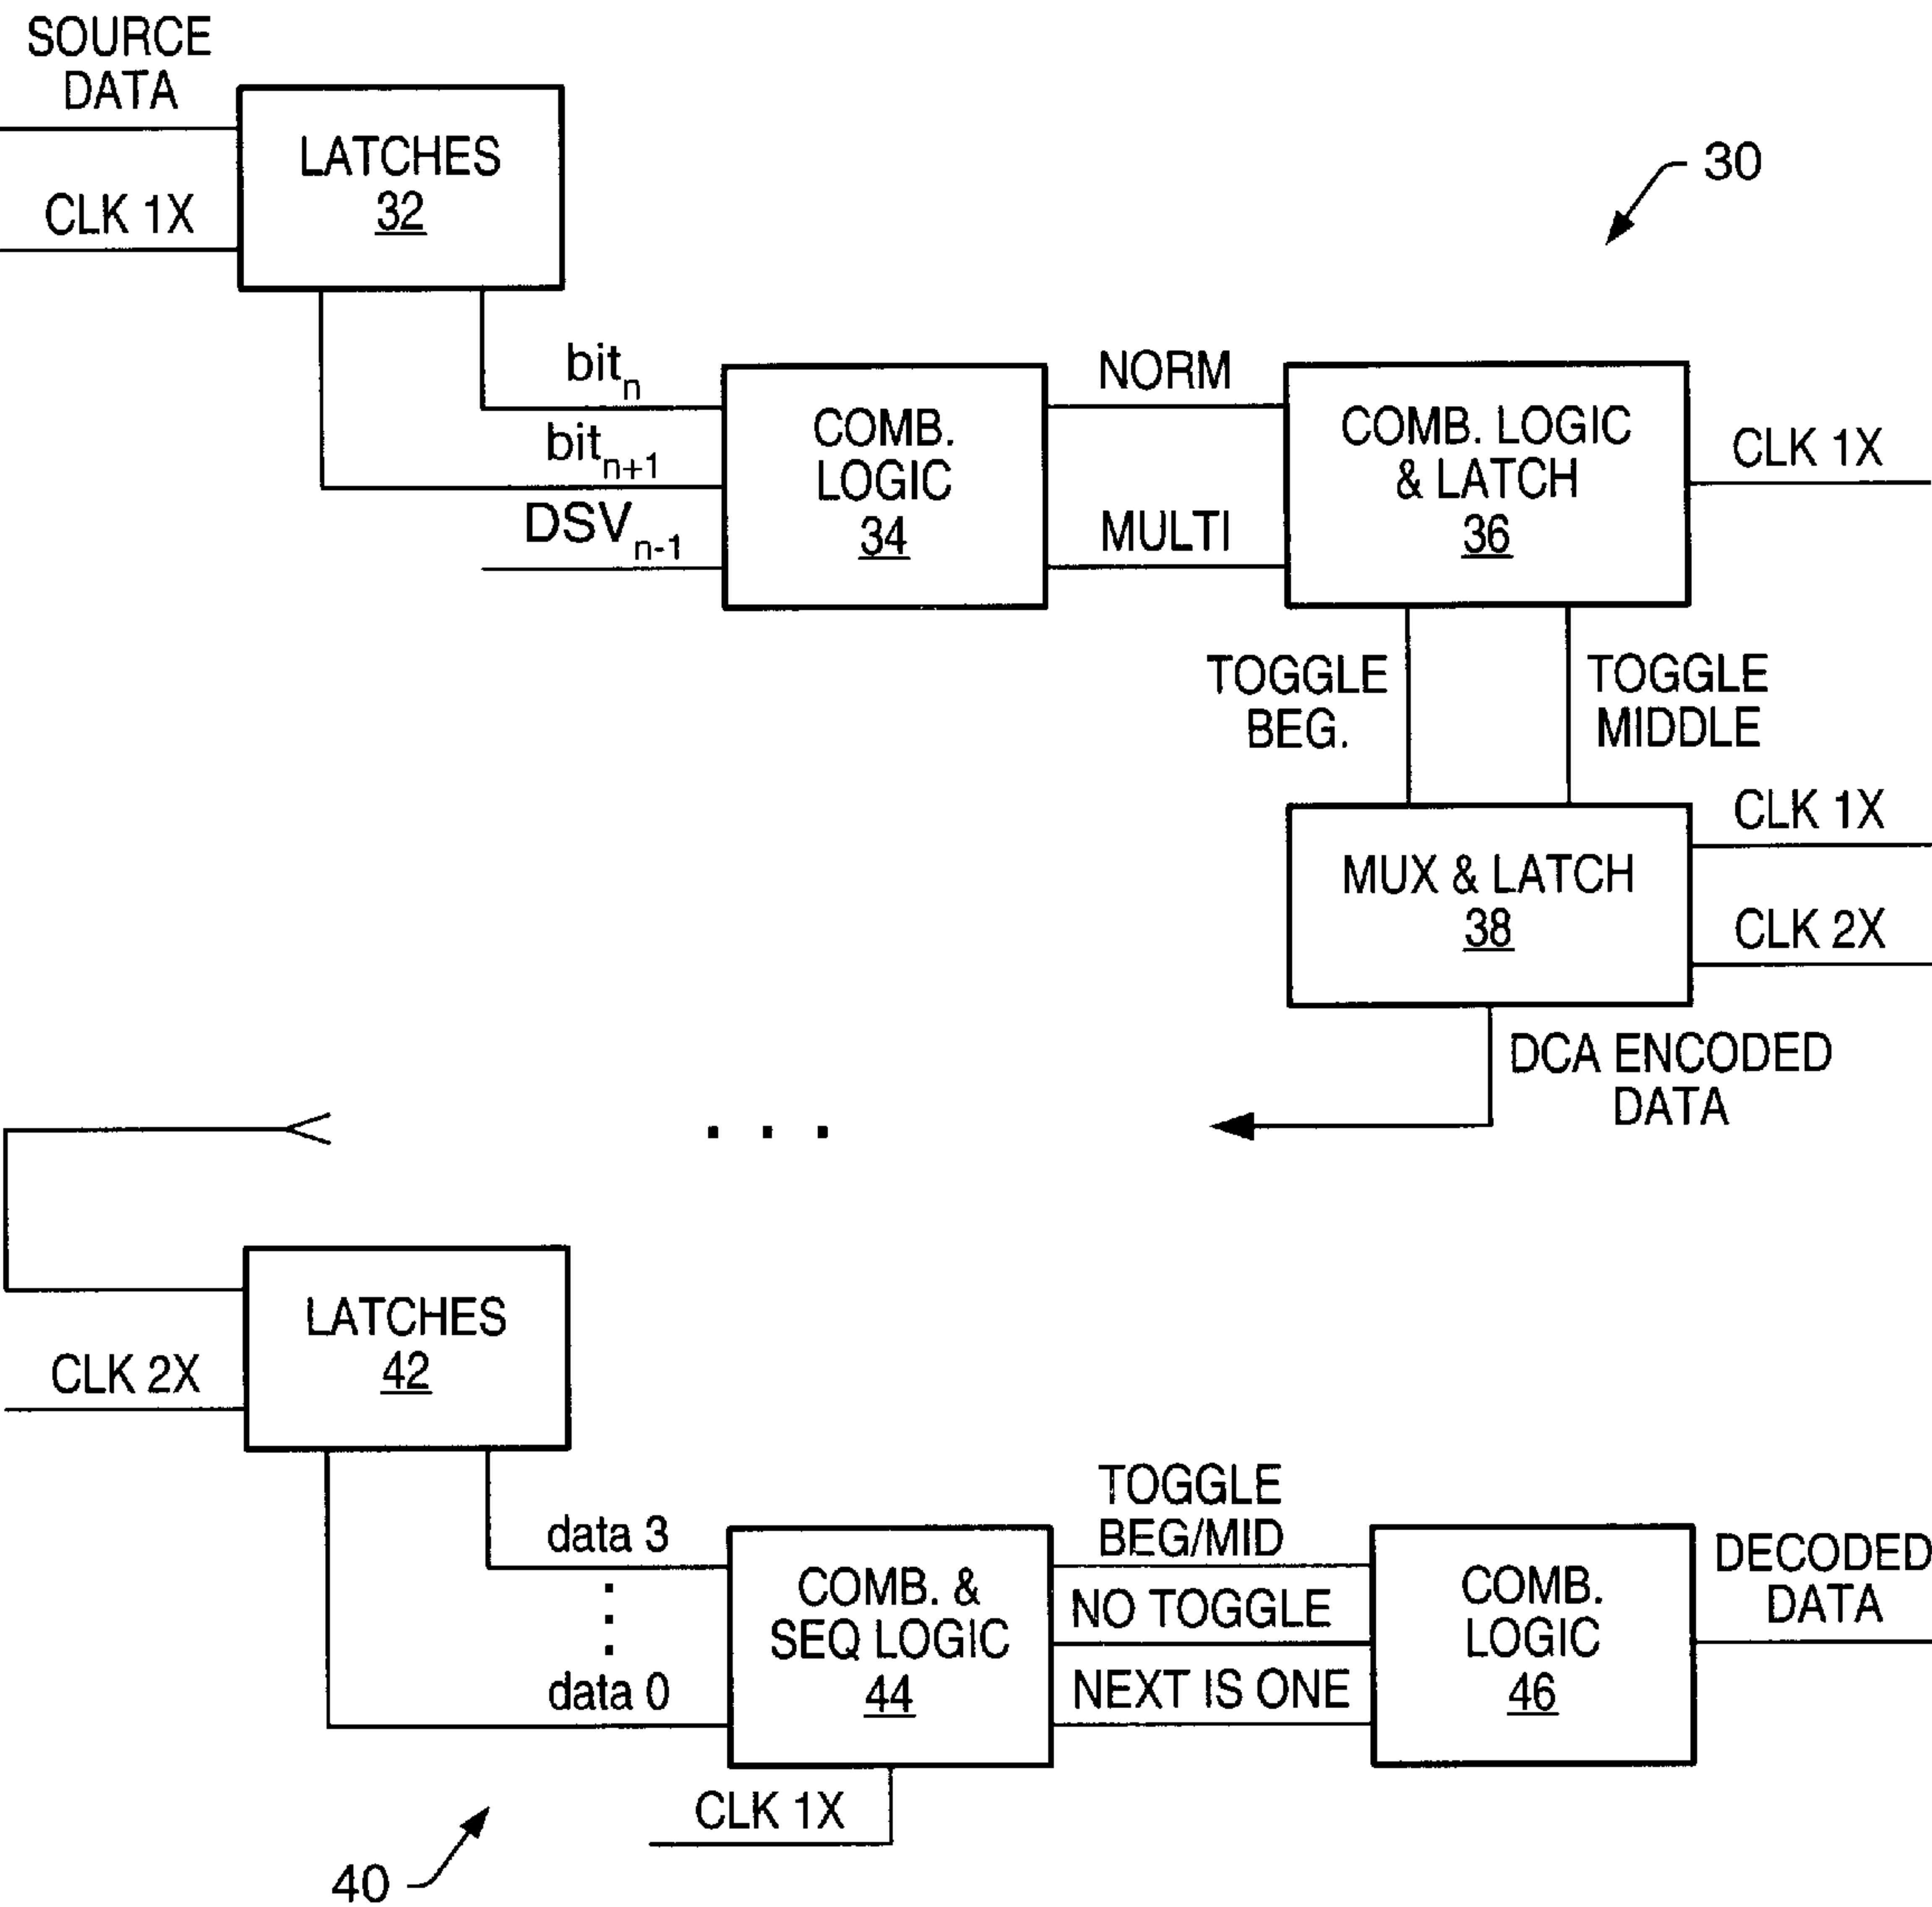 SOURCE
DATA
LATCHES
32
CLK 1X
30
bitn
bitn+1
DSVn-1
COMB.
LOGIC
34
NORM
MULTI
COMB. LOGIC
& LATCH
36
CLK 1X
TOGGLE
BEG.
TOGGLE
MIDDLE
MUX & LATCH
38
CLK 1X
CLK 2X
DCA ENCODED
DATA
. . .
LATCHES
42
CLK 2X
data 3
data 0
COMB. &
SEQ LOGIC
44
CLK 1X
TOGGLE
BEG/MID
NO TOGGLE
NEXT IS ONE
COMB.
LOGIC
46
DECODED
DATA
40